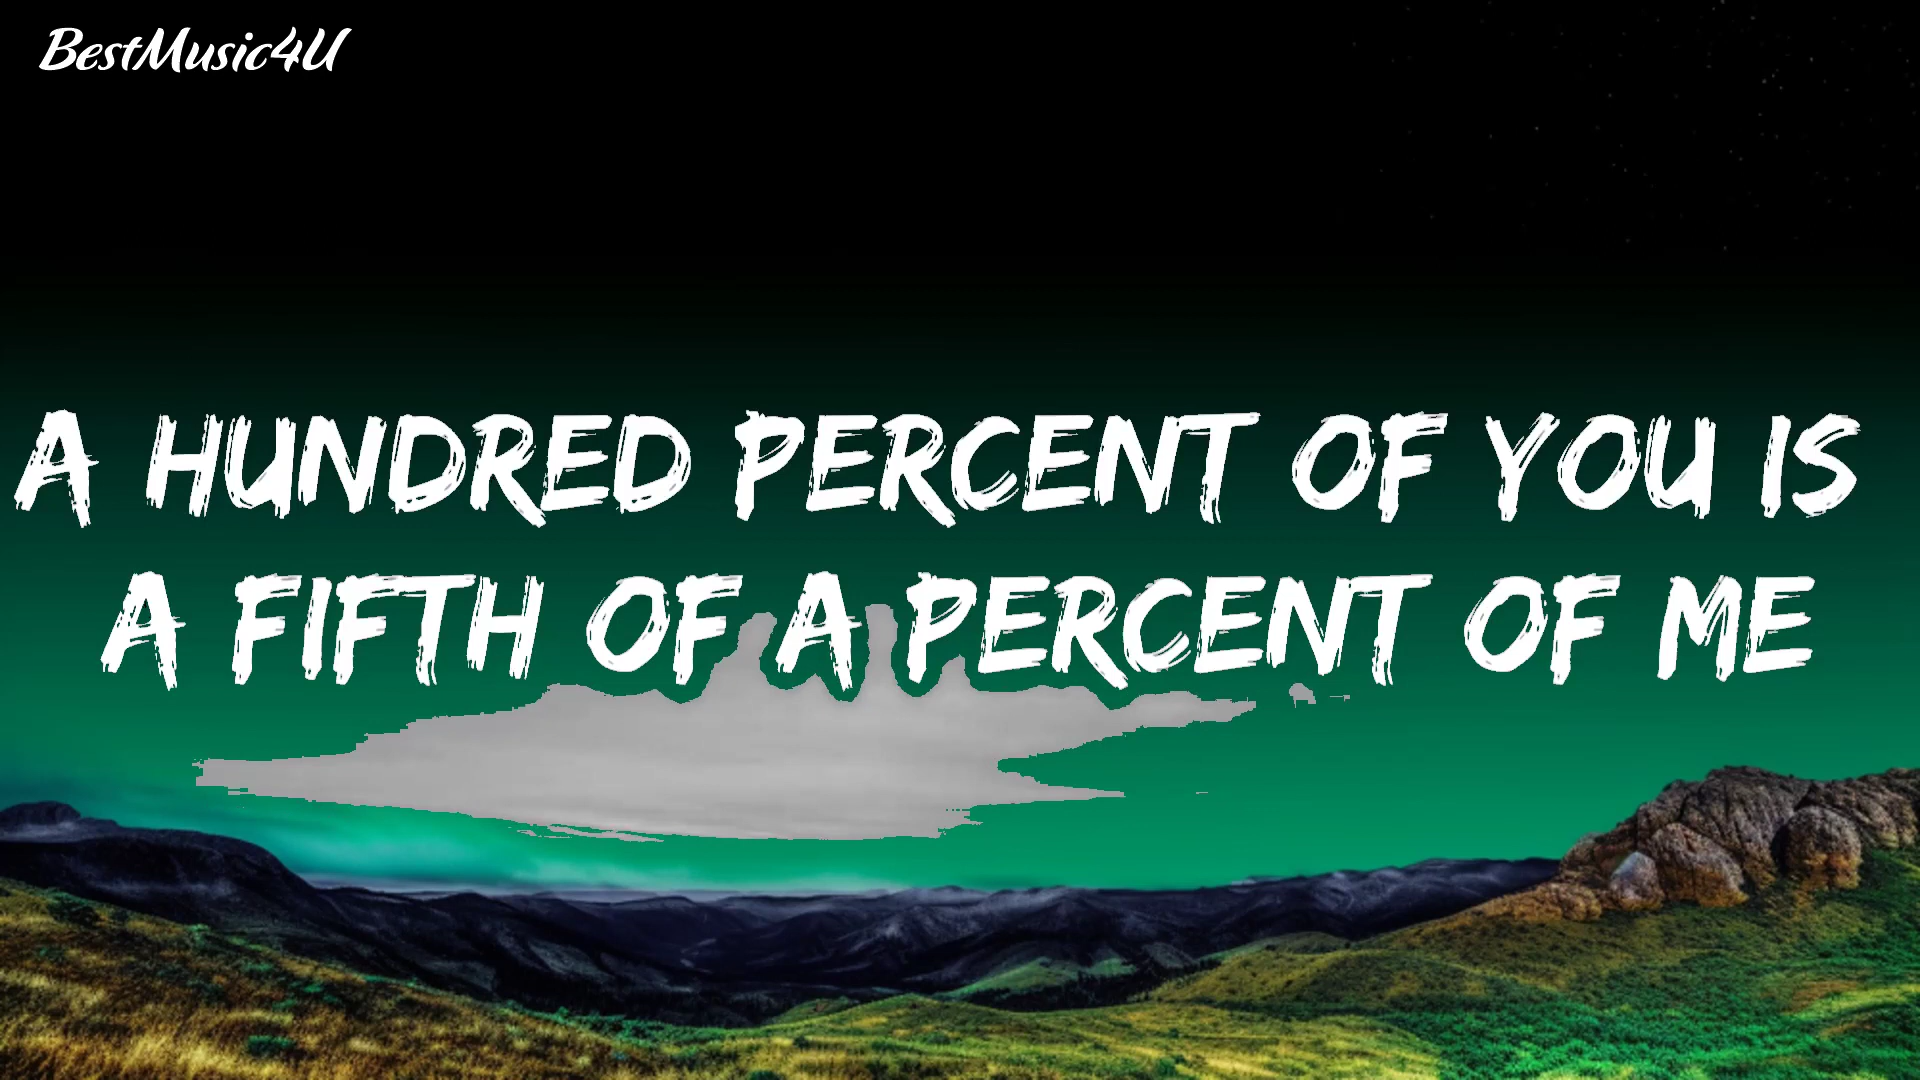 BestMusic4U
A HUNDRED PERCENT OF YOU IS
A FIFTH OF A PERCENT OF ME